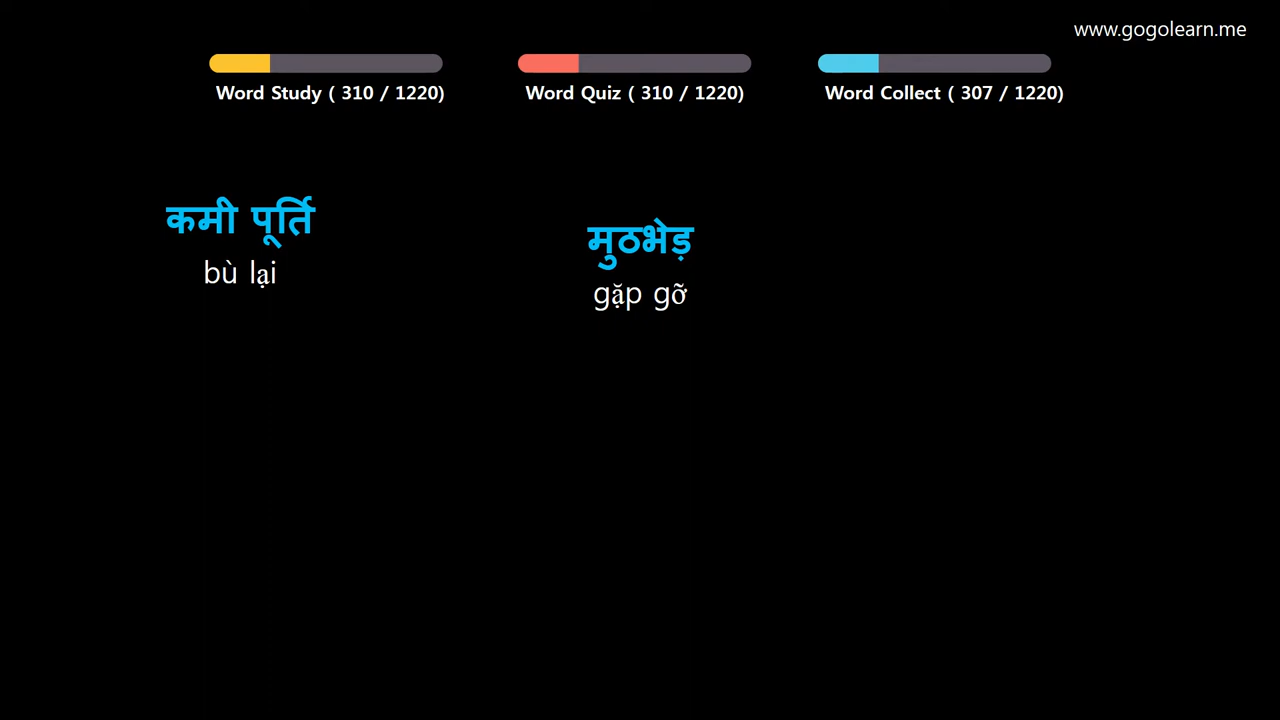 www.gogolearn.me
Word Study ( 310 / 1220)
Word Quiz ( 310 / 1220)
Word Collect ( 307 / 1220)
कमी पूर्ति
bù lại
मुठभेड़
gặp gỡ